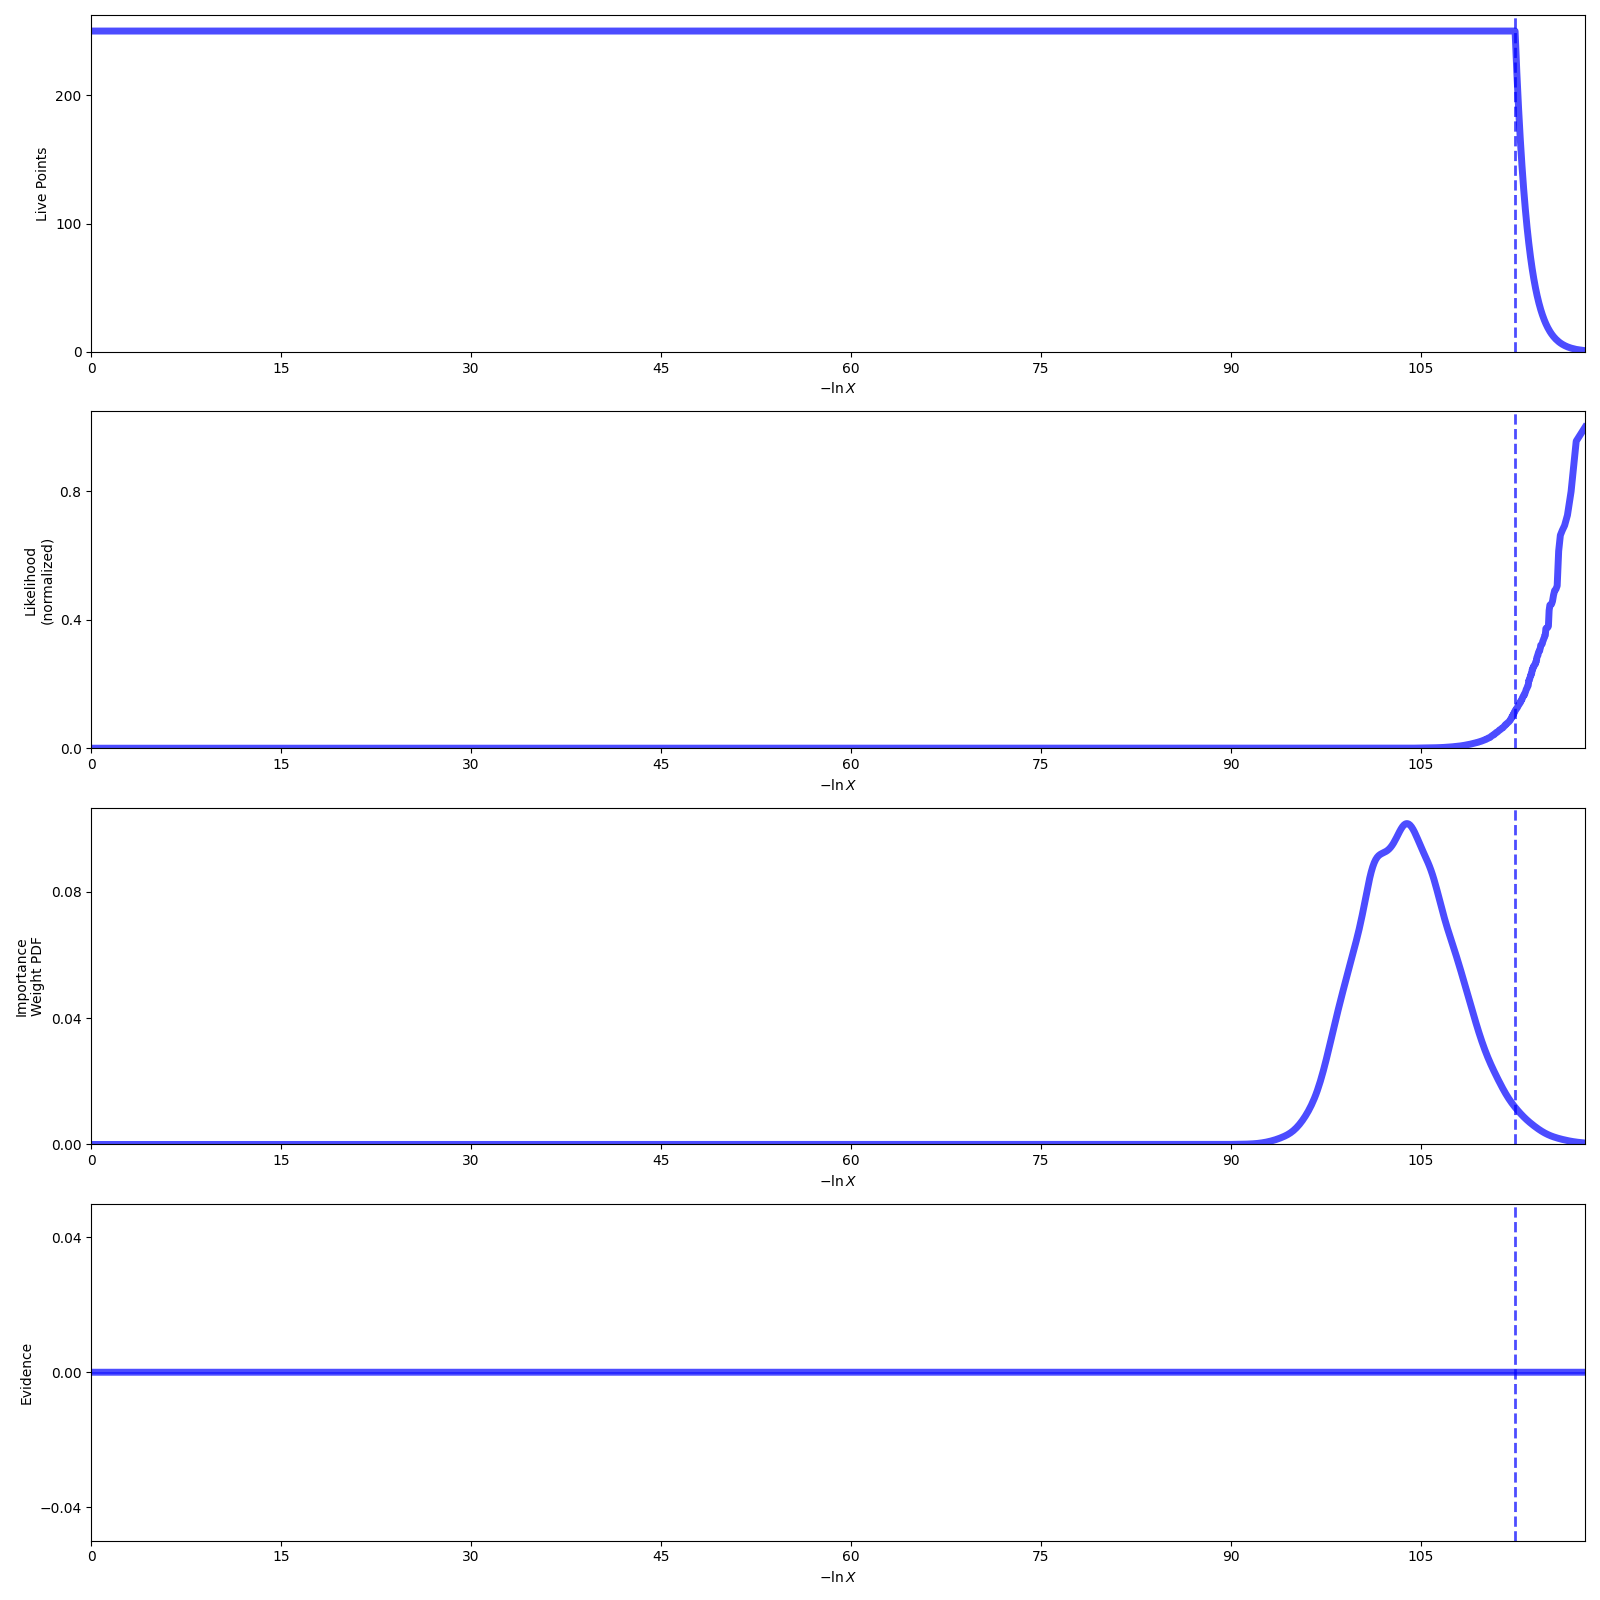 200
100
0
Live Points
0 15 30 45 60 75 90 105
−ln X
0.8
0.4
0.0
Likelihood
(normalized)
0 15 30 45 60 75 90 105
−ln X
0.08
0.04
0.00
Importance
Weight PDF
0 15 30 45 60 75 90 105
−ln X
0.04
0.00
−0.04
Evidence
0 15 30 45 60 75 90 105
−ln X